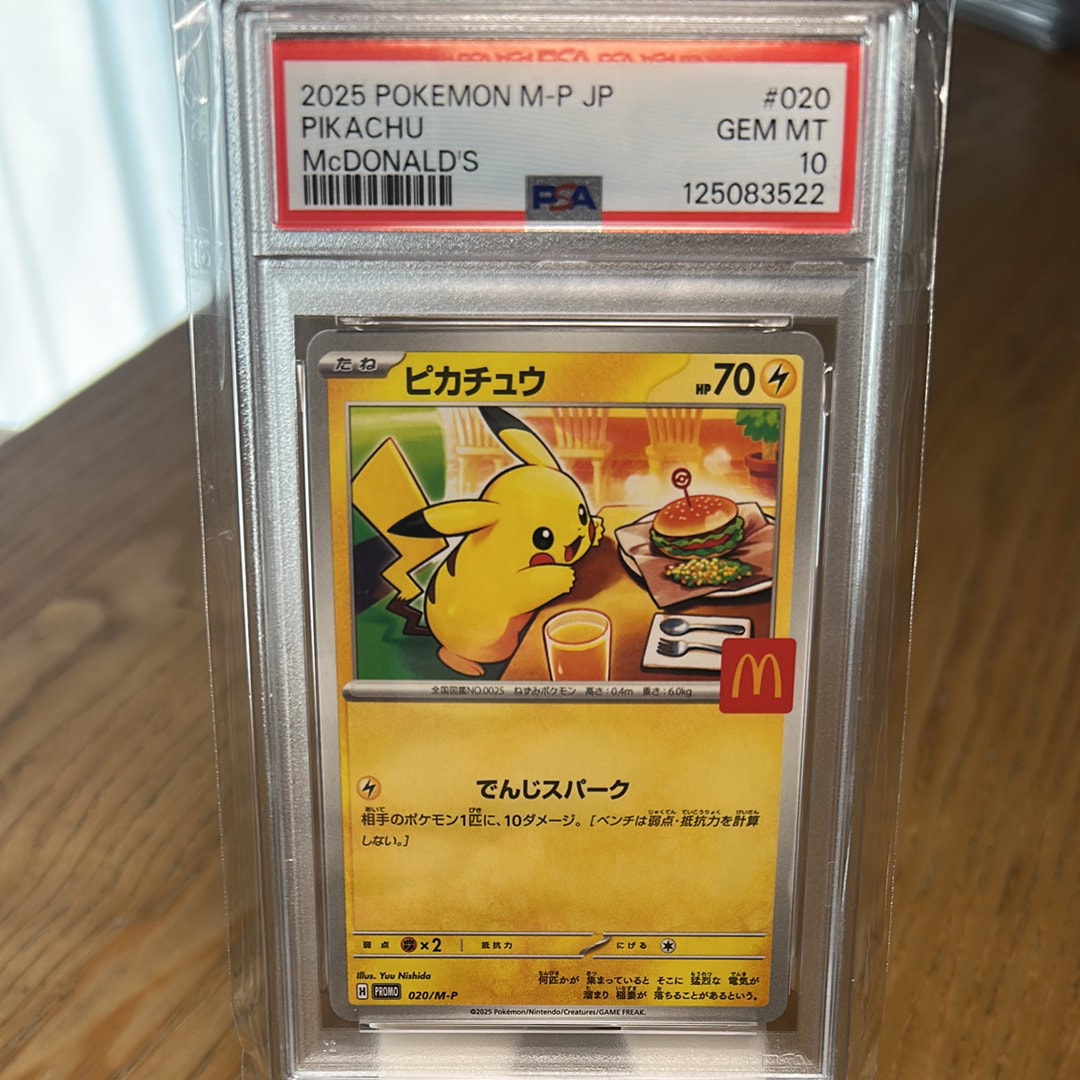 2025 POKEMON M-P JP #020
PIKACHU GEM MT
McDONALD'S 10
PSA 125083522
たね ピカチュウ HP 70
全国図鑑NO.0025 ねずみポケモン 高さ:0.4m 重さ:6.0kg
でんじスパーク
相手のポケモン1匹に、10ダメージ。[ベンチは弱点・抵抗力を計算
しない。]
弱点 ×2 抵抗力 にげる
Illus. Yuu Nishida
何匹かが 集まっていると そこに 猛烈な 電気が
溜まり 稲妻が 落ちることがあるという。
H PROMO 020/M-P
©2025 Pokémon/Nintendo/Creatures/GAME FREAK.